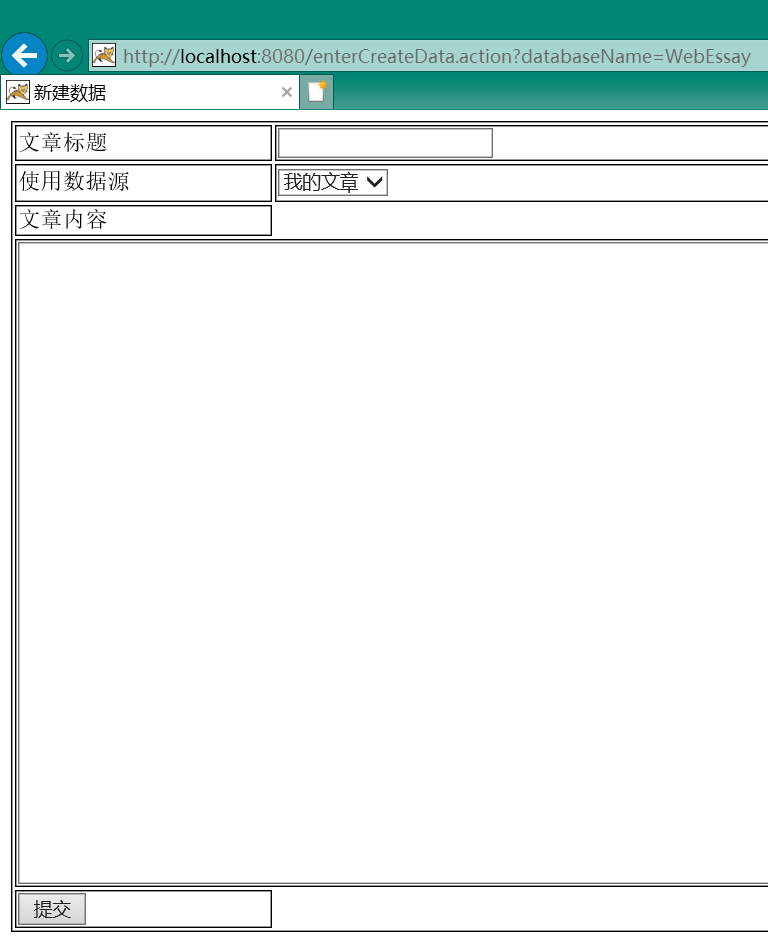 http://localhost:8080/enterCreateData.action?databaseName=WebEssay
新建数据
文章标题
使用数据源
我的文章
文章内容
提交